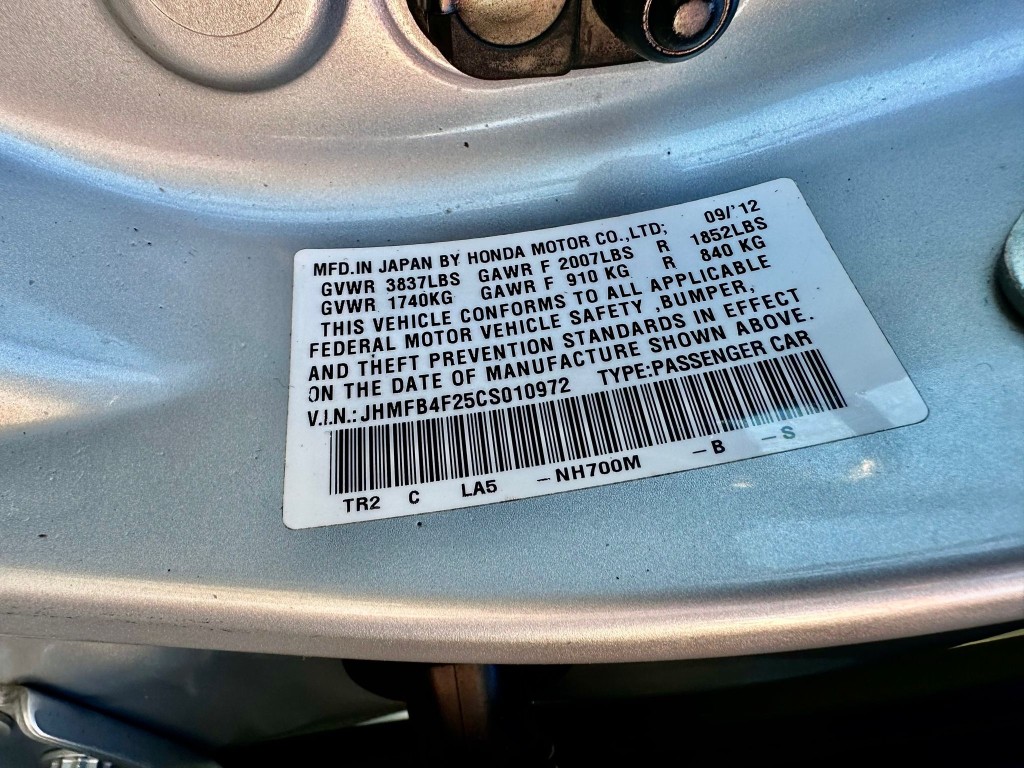 MFD.IN JAPAN BY HONDA MOTOR CO.,LTD; 09/'12
GVWR 3837LBS GAWR F 2007LBS R 1852LBS
GVWR 1740KG GAWR F 910 KG R 840 KG
THIS VEHICLE CONFORMS TO ALL APPLICABLE
FEDERAL MOTOR VEHICLE SAFETY ,BUMPER,
AND THEFT PREVENTION STANDARDS IN EFFECT
ON THE DATE OF MANUFACTURE SHOWN ABOVE.
V.I.N.: JHMFB4F25CS010972 TYPE:PASSENGER CAR
TR2 C LA5 -NH700M -B -S